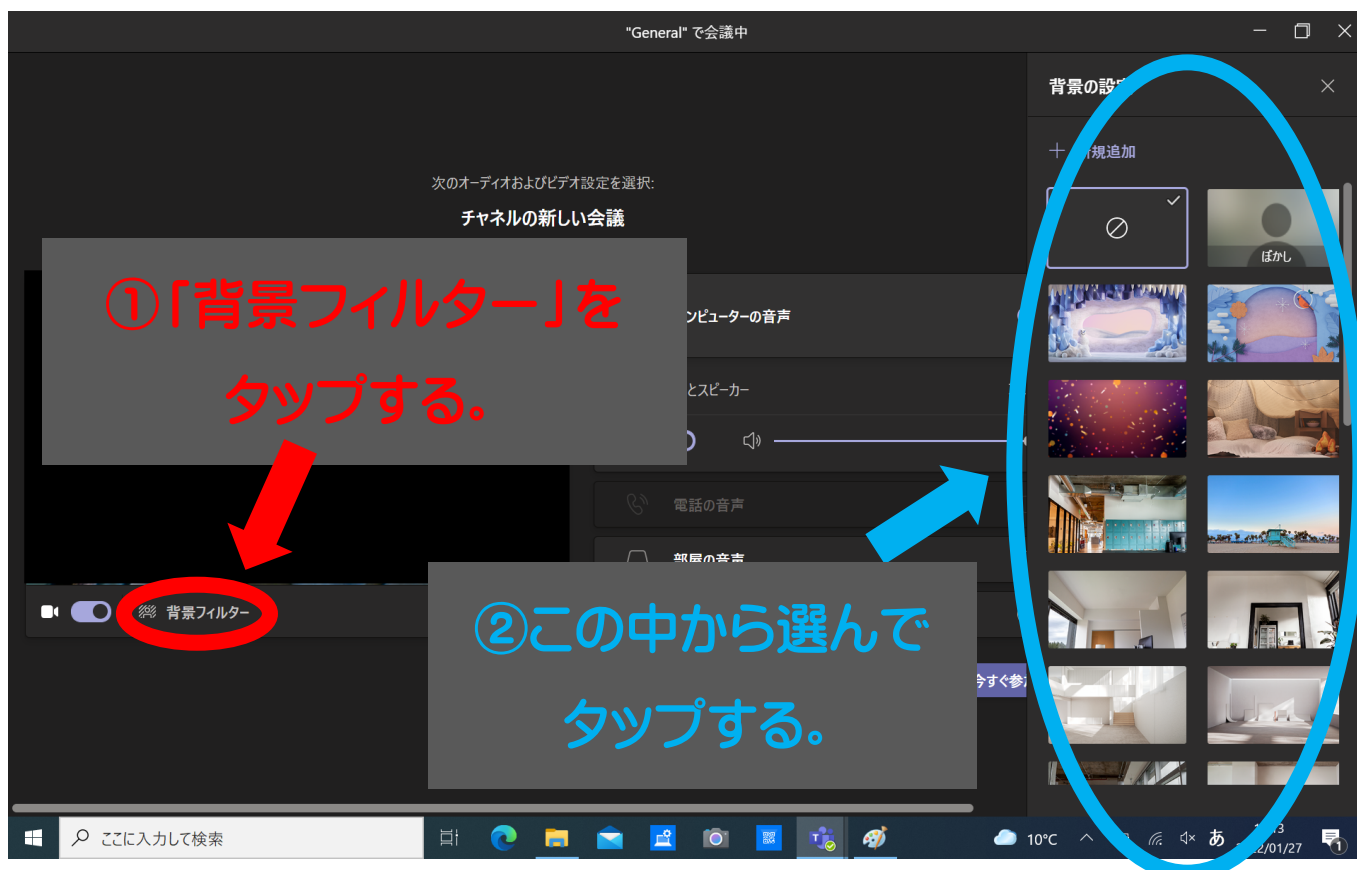 "General" で会議中
背景の設
新規追加
ぼかし
次のオーディオおよびビデオ設定を選択:
チャネルの新しい会議
①「背景フィルター」を
タップする。
ンピューターの音声
とスピーカー
電話の音声
部屋の音声
背景フィルター
②この中から選んで
タップする。
今すぐ参
ここに入力して検索
10°C
あ
/01/27
1